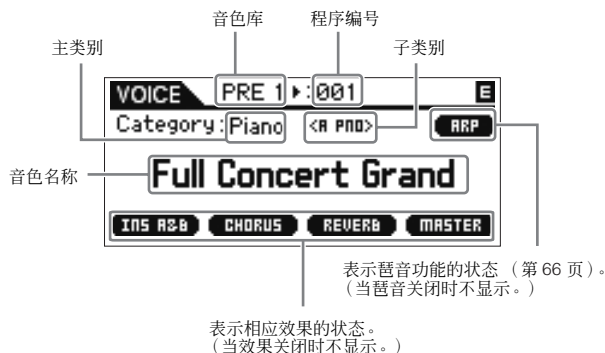 音色库
程序编号
主类别
子类别
VOICE PRE 1 ▸:001 E
Category:Piano <A PNO> ARP
音色名称
Full Concert Grand
INS A&B CHORUS REVERB MASTER
表示琶音功能的状态（第 66 页）。
（当琶音关闭时不显示。）
表示相应效果的状态。
（当效果关闭时不显示。）